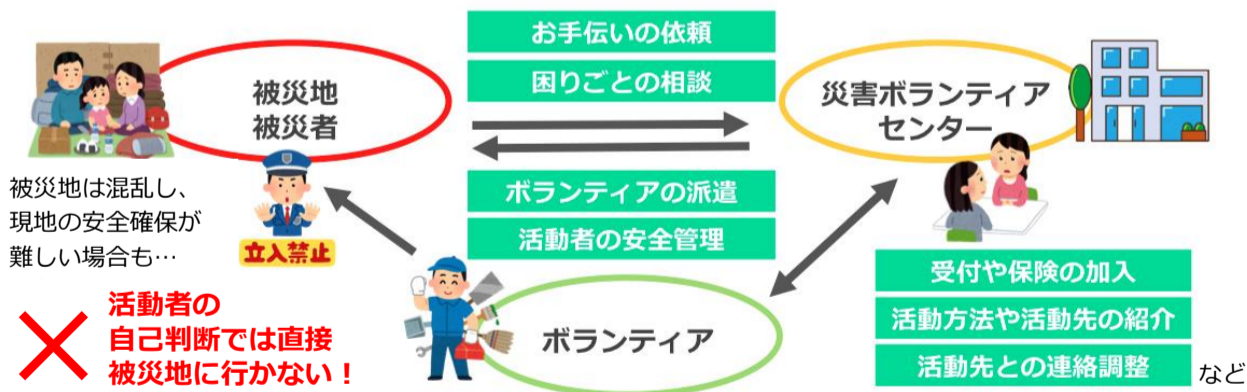 お手伝いの依頼
困りごとの相談
被災地
被災者
災害ボランティア
センター
被災地は混乱し、
現地の安全確保が
難しい場合も…
立入禁止
ボランティアの派遣
活動者の安全管理
活動者の
自己判断では直接
被災地に行かない！
ボランティア
受付や保険の加入
活動方法や活動先の紹介
活動先との連絡調整
など